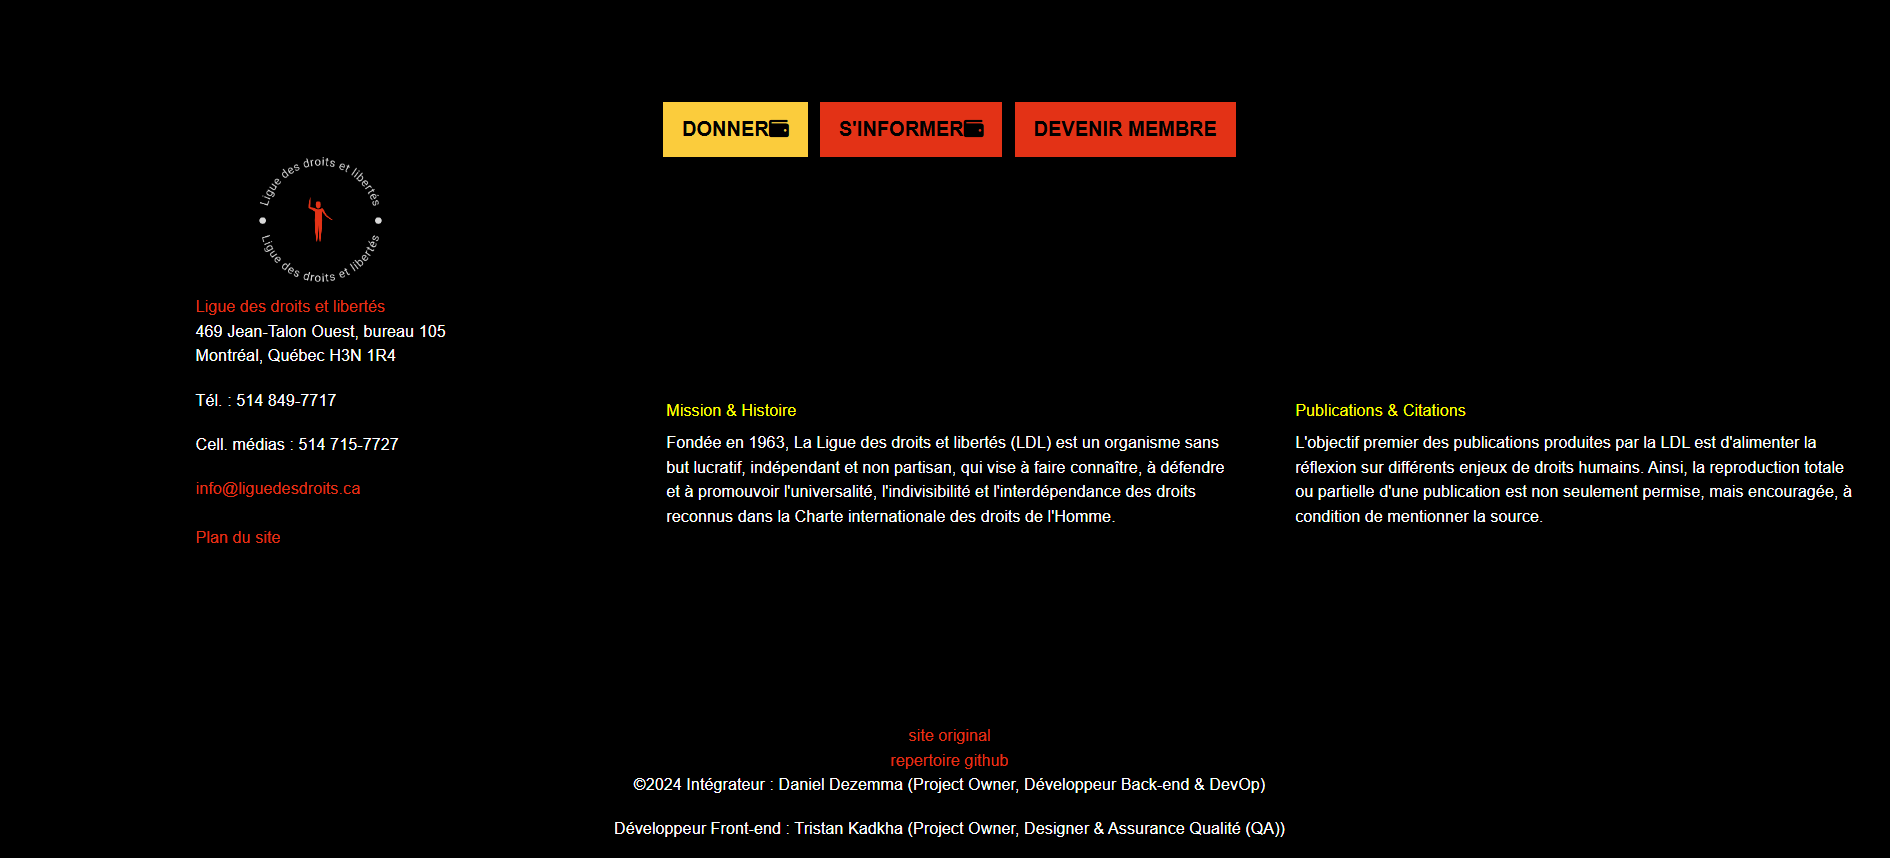 DONNER
S'INFORMER
DEVENIR MEMBRE
Ligue des droits et libertés
Ligue des droits et libertés
Ligue des droits et libertés
469 Jean-Talon Ouest, bureau 105
Montréal, Québec H3N 1R4
Tél. : 514 849-7717
Cell. médias : 514 715-7727
info@liguedesdroits.ca
Plan du site
Mission & Histoire
Fondée en 1963, La Ligue des droits et libertés (LDL) est un organisme sans
but lucratif, indépendant et non partisan, qui vise à faire connaître, à défendre
et à promouvoir l'universalité, l'indivisibilité et l'interdépendance des droits
reconnus dans la Charte internationale des droits de l'Homme.
Publications & Citations
L'objectif premier des publications produites par la LDL est d'alimenter la
réflexion sur différents enjeux de droits humains. Ainsi, la reproduction totale
ou partielle d'une publication est non seulement permise, mais encouragée, à
condition de mentionner la source.
site original
repertoire github
©2024 Intégrateur : Daniel Dezemma (Project Owner, Développeur Back-end & DevOp)
Développeur Front-end : Tristan Kadkha (Project Owner, Designer & Assurance Qualité (QA))